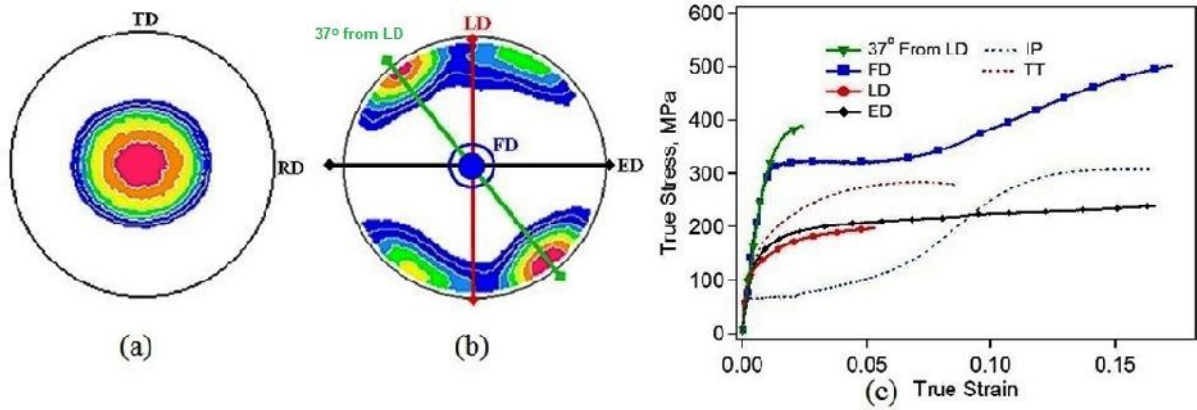 TD
RD
(a)
37º from LD
LD
FD
ED
(b)
True Stress, MPa
600
500
400
300
200
100
0
37° From LD
FD
LD
ED
IP
TT
0.00
0.05
0.10
0.15
(c)
True Strain